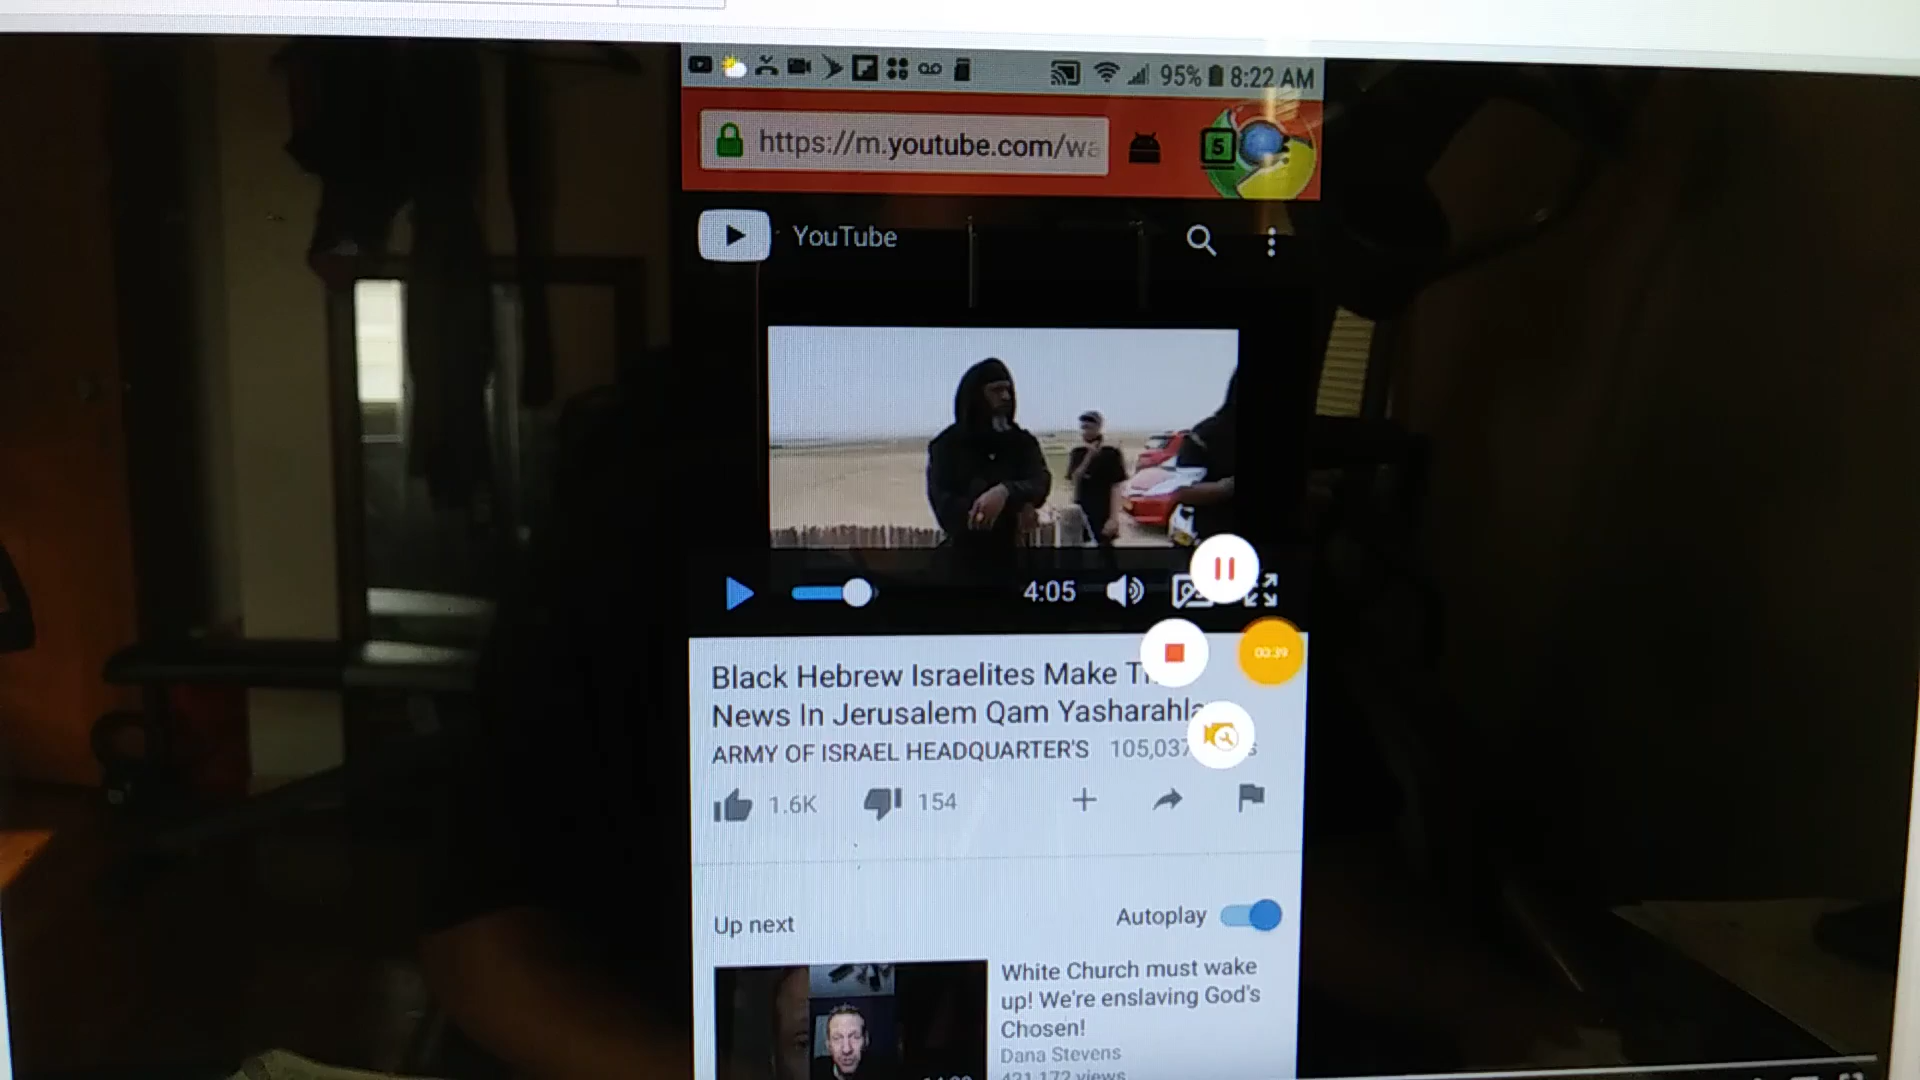 95% 8:22 AM
https://m.youtube.com/wa
5
YouTube
4:05
00:39
Black Hebrew Israelites Make
News In Jerusalem Qam Yasharahla
ARMY OF ISRAEL HEADQUARTER'S 105,037
1.6K 154
Up next Autoplay
White Church must wake
up! We're enslaving God's
Chosen!
Dana Stevens
421,172 views